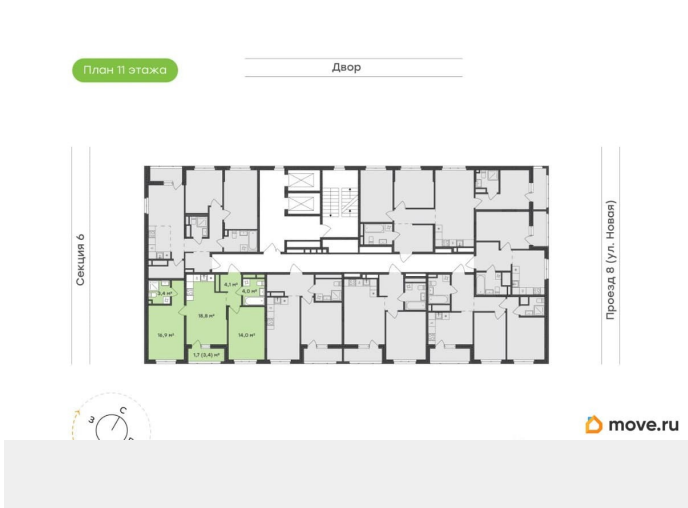 План 11 этажа
Двор
Секция 6
Проезд 8 (ул. Новая)
3,4 м²
4,1 м²
4,0 м²
15,8 м²
16,9 м²
14,0 м²
1,7 (3,4) м²
С
З
move.ru